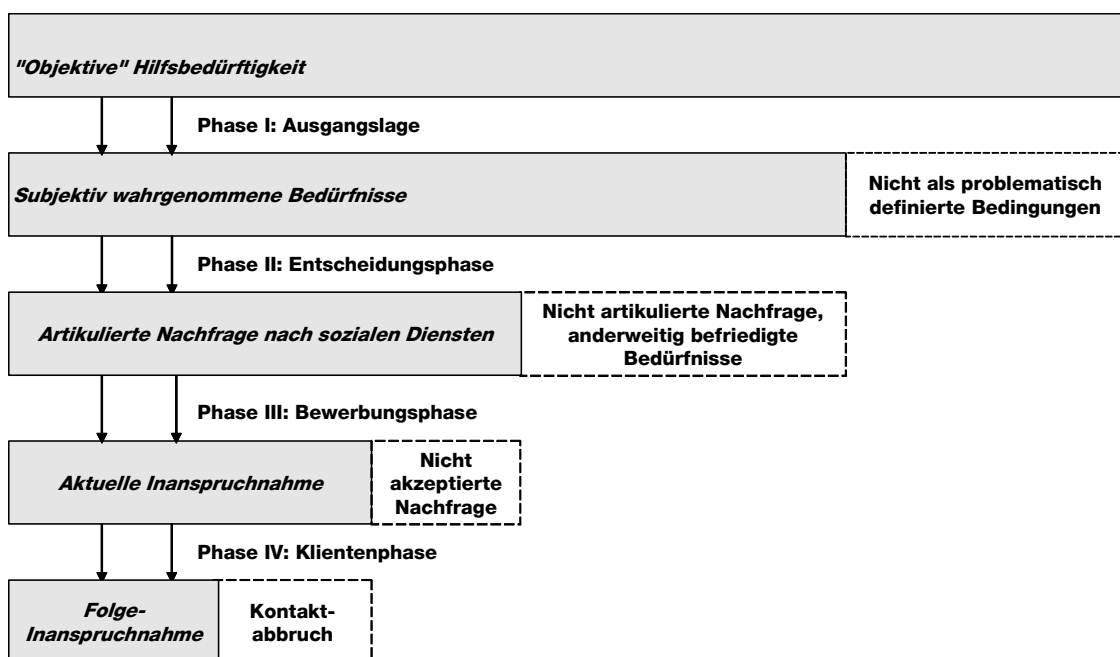 "Objektive" Hilfsbedürftigkeit
Phase I: Ausgangslage
Subjektiv wahrgenommene Bedürfnisse
Nicht als problematisch
definierte Bedingungen
Phase II: Entscheidungsphase
Artikulierte Nachfrage nach sozialen Diensten
Nicht artikulierte Nachfrage,
anderweitig befriedigte
Bedürfnisse
Phase III: Bewerbungsphase
Aktuelle Inanspruchnahme
Nicht
akzeptierte
Nachfrage
Phase IV: Klientenphase
Folge-
Inanspruchnahme
Kontakt-
abbruch